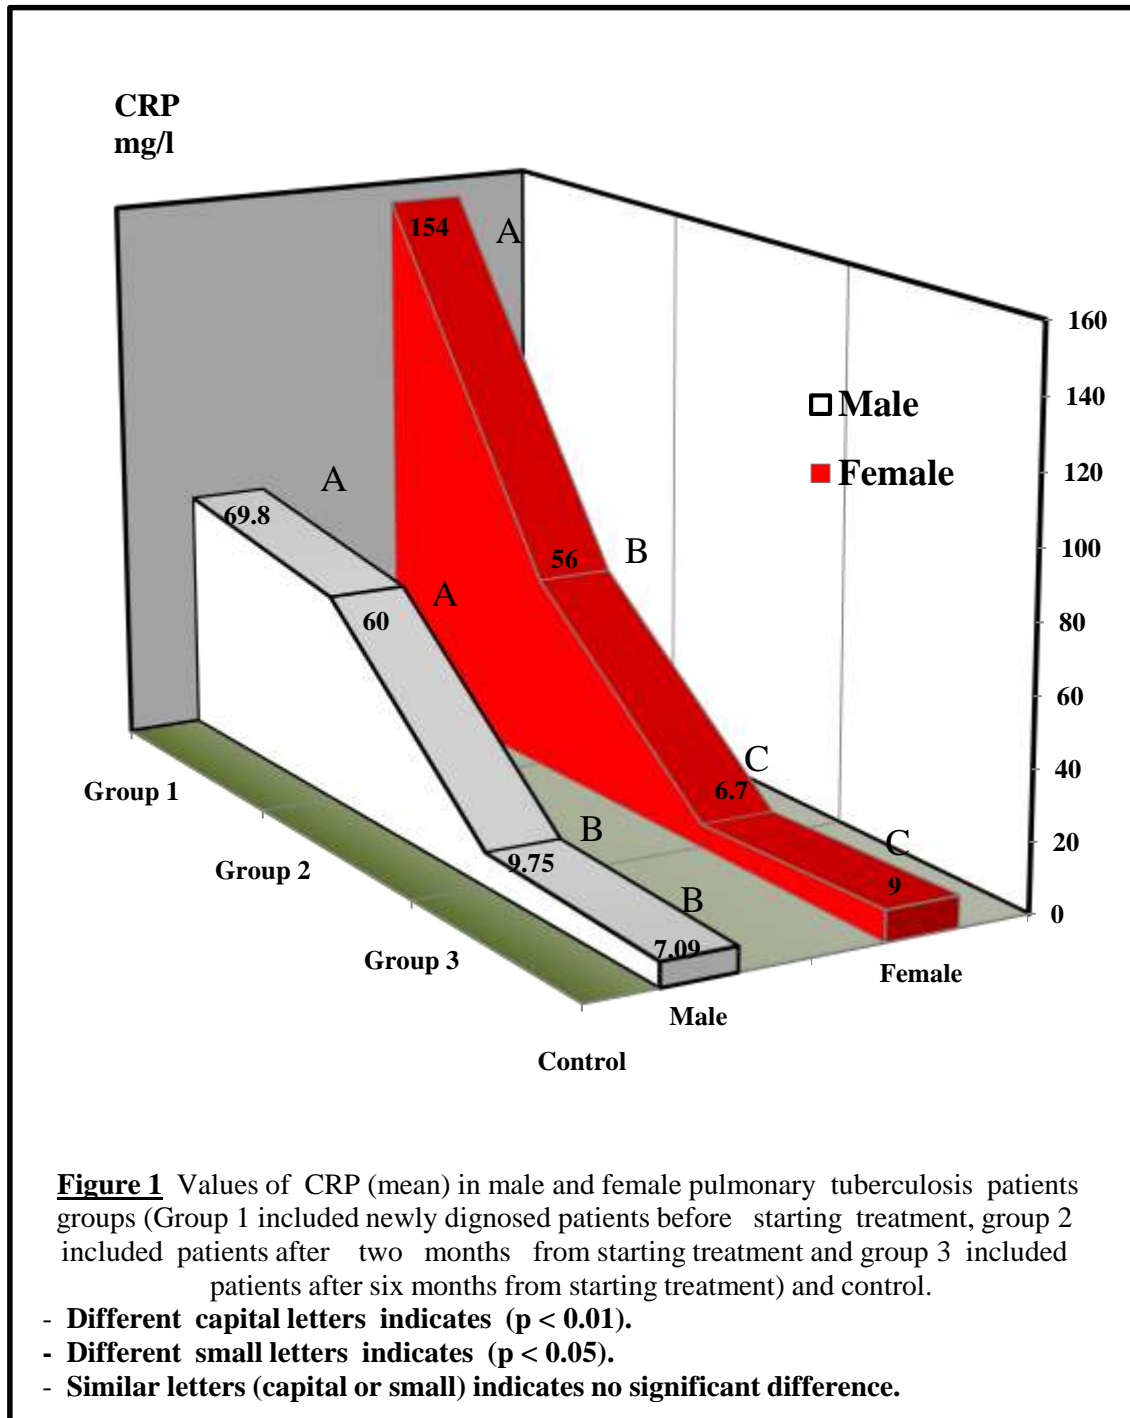 CRP
mg/l
154
A
160
140
Male
Female
120
A
69.8
100
56
B
A
60
80
60
C
6.7
40
Group 1
B
9.75
C
20
Group 2
9
B
0
7.09
Group 3
Female
Male
Control
Figure 1 Values of CRP (mean) in male and female pulmonary tuberculosis patients
groups (Group 1 included newly dignosed patients before starting treatment, group 2
included patients after two months from starting treatment and group 3 included
patients after six months from starting treatment) and control.
- Different capital letters indicates (p < 0.01).
- Different small letters indicates (p < 0.05).
- Similar letters (capital or small) indicates no significant difference.